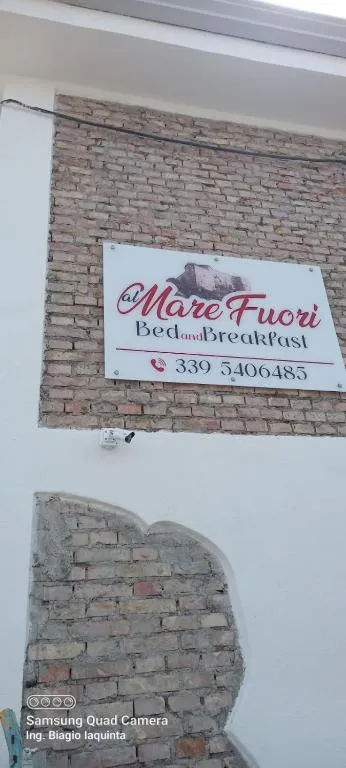 al Mare Fuori
Bed and Breakfast
339 5406485
Samsung Quad Camera
Ing. Biagio Iaquinta